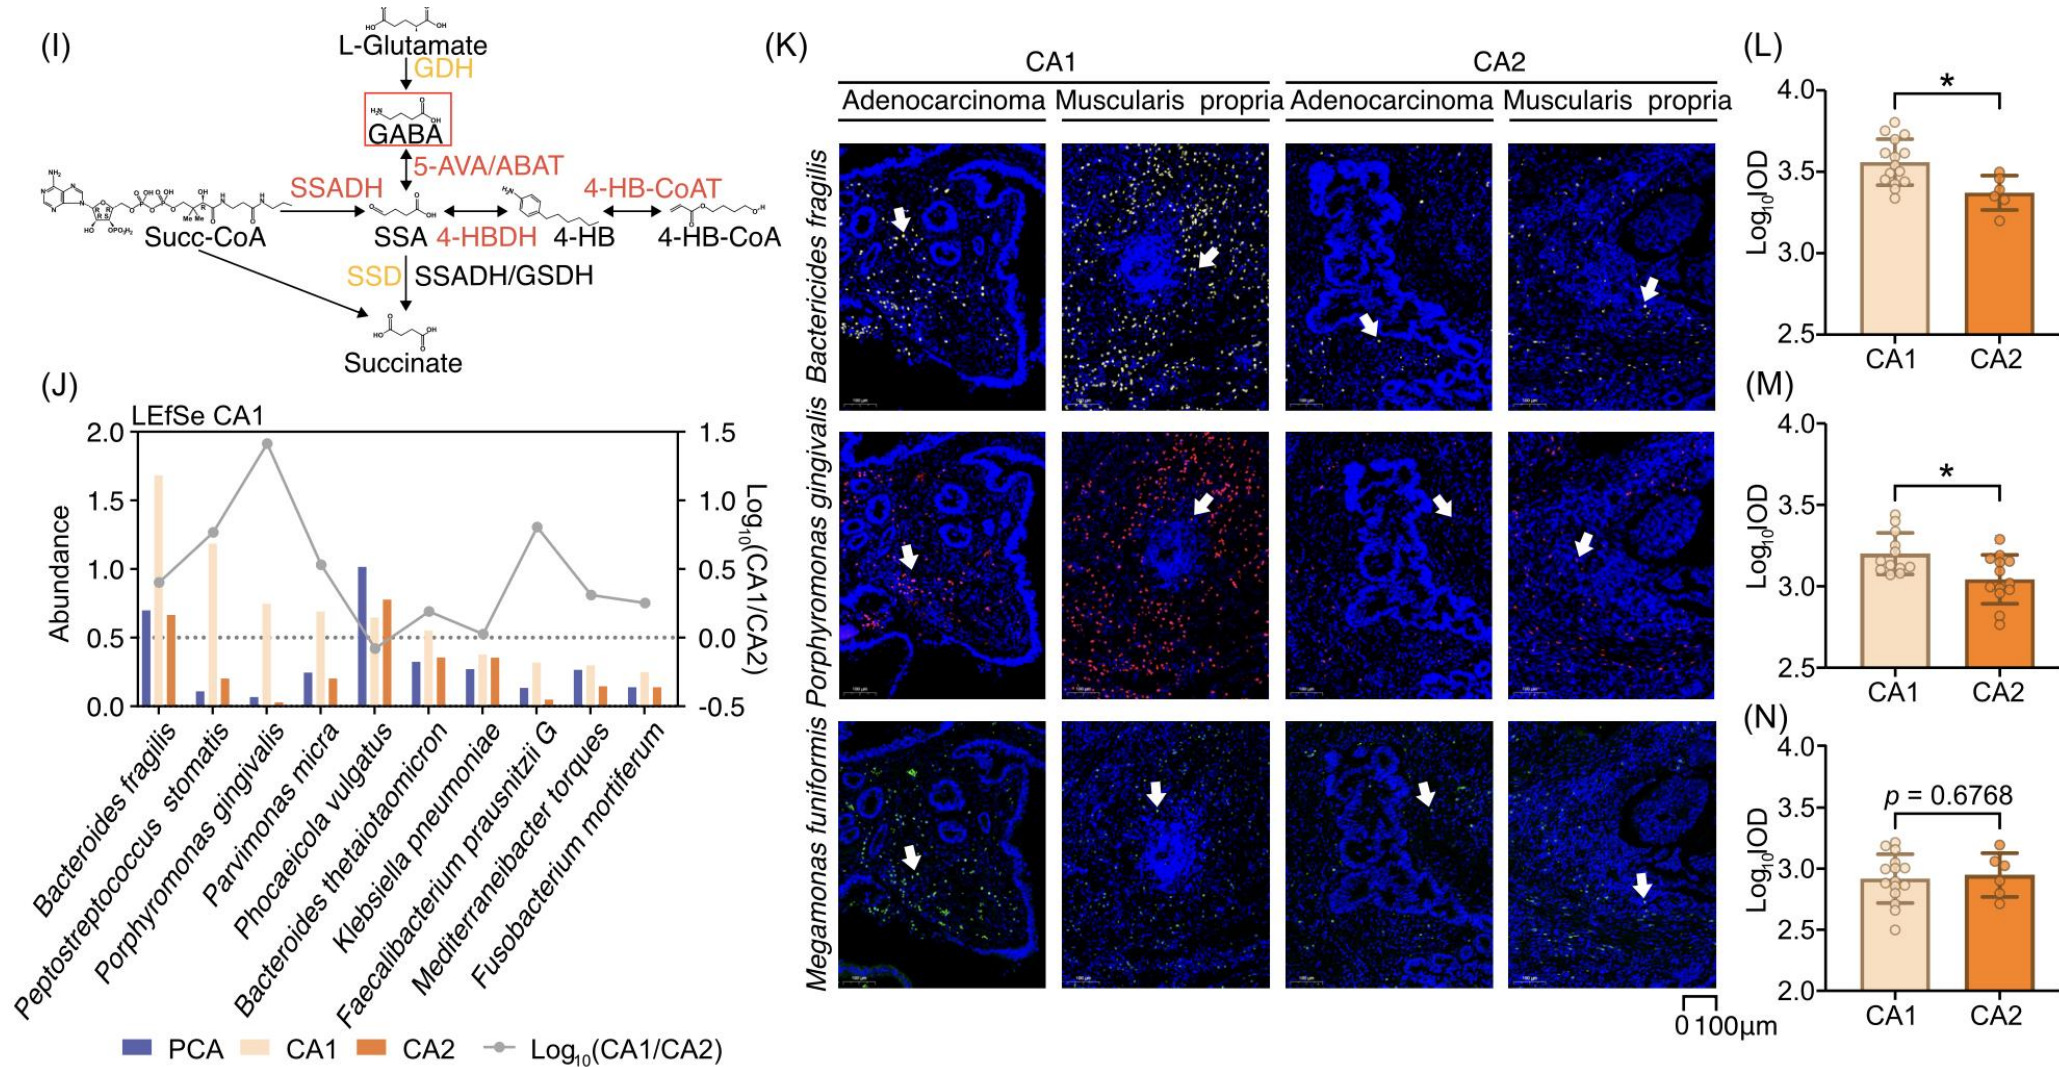 (I)
L-Glutamate
GDH
GABA
5-AVA/ABAT
SSADH
4-HB-CoAT
Succ-CoA
SSA
4-HBDH
4-HB
4-HB-CoA
SSD
SSADH/GSDH
Succinate
(J)
LEfSe CA1
Abundance
2.0
1.5
1.0
0.5
0.0
Log10(CA1/CA2)
1.5
1.0
0.5
0.0
-0.5
Bacteroides fragilis
Peptostreptococcus stomatis
Porphyromonas gingivalis
Parvimonas micra
Phocaeicola vulgatus
Bacteroides thetaiotaomicron
Klebsiella pneumoniae
Faecalibacterium prausnitzii G
Mediterraneibacter torques
Fusobacterium mortiferum
PCA CA1 CA2 Log10(CA1/CA2)
(K)
CA1 CA2
Adenocarcinoma Muscularis propria Adenocarcinoma Muscularis propria
Bactericides fragilis
Porphyromonas gingivalis
Megamonas funiformis
0 100μm
(L)
Log10IOD
4.0
3.5
3.0
2.5
*
CA1 CA2
(M)
Log10IOD
4.0
3.5
3.0
2.5
*
CA1 CA2
(N)
Log10IOD
4.0
3.5
3.0
2.5
2.0
p = 0.6768
CA1 CA2